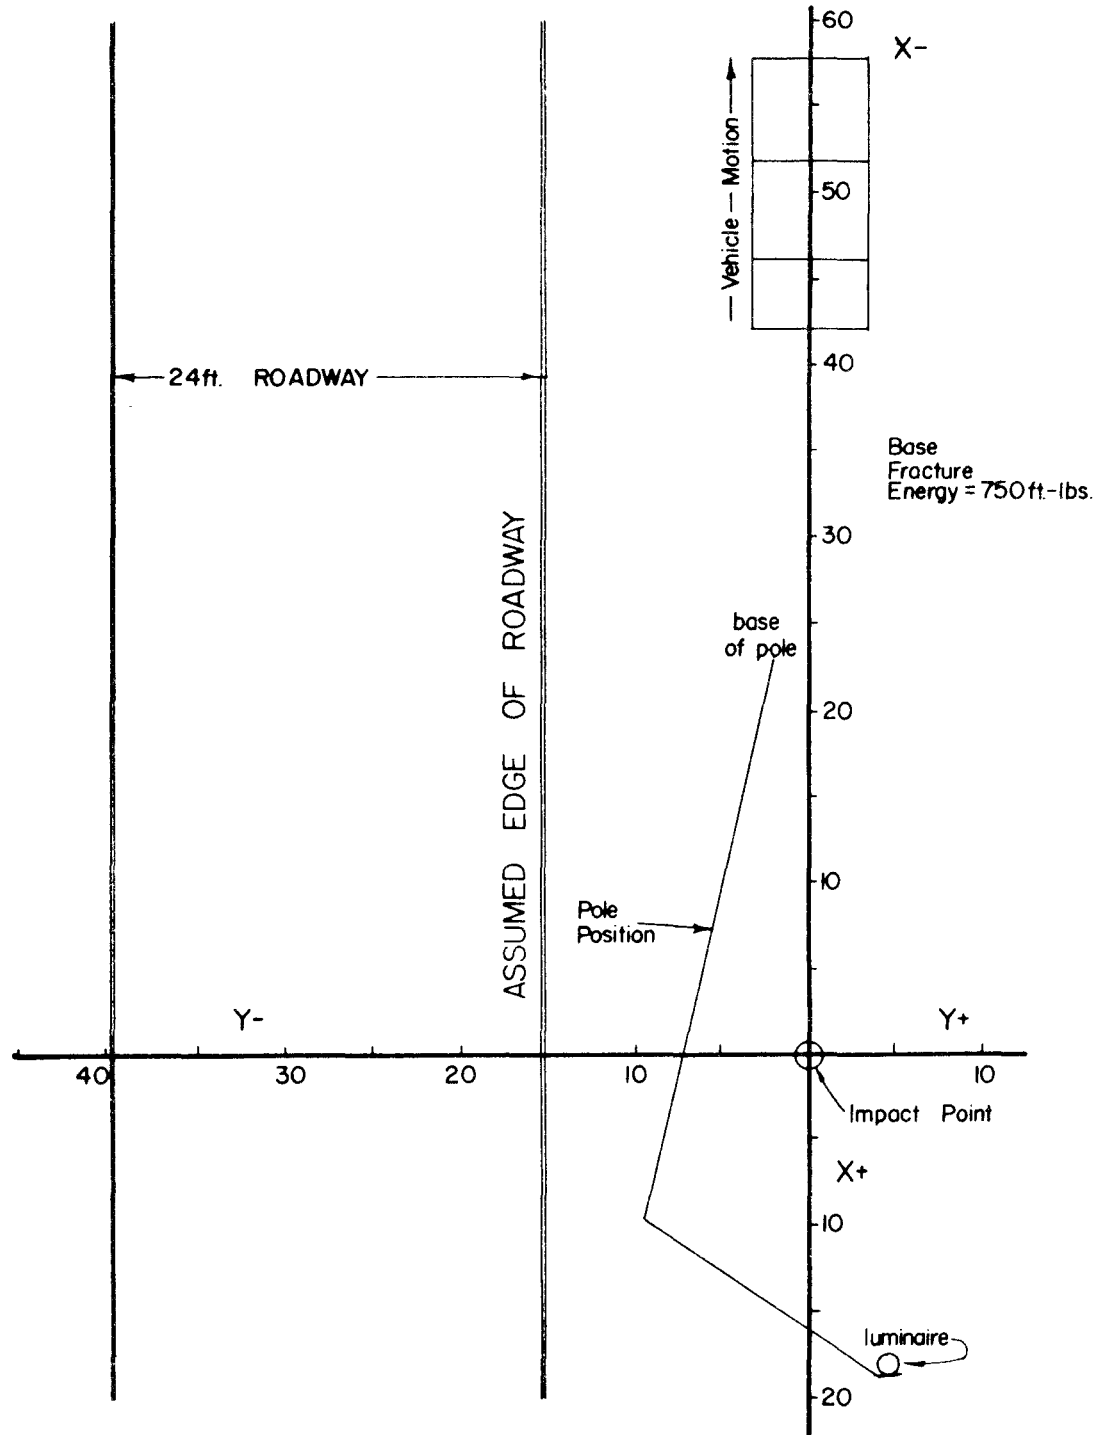 60
X-
Vehicle — Motion
50
24ft. ROADWAY
40
Base
Fracture
Energy = 750 ft.-lbs.
30
ASSUMED EDGE OF ROADWAY
base
of pole
20
10
Pole
Position
Y-
Y+
40
30
20
10
10
Impact Point
X+
10
luminaire
20